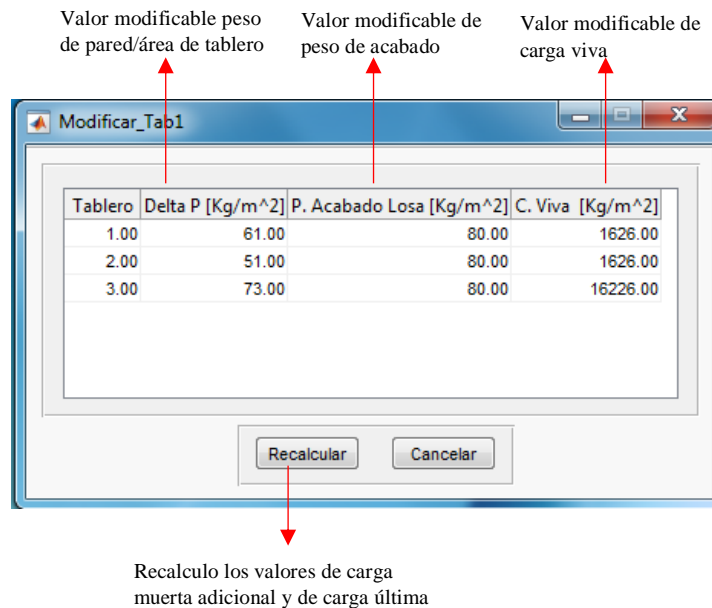 Valor modificable peso
de pared/área de tablero
Valor modificable de
peso de acabado
Valor modificable de
carga viva
Modificar_Tab1
Tablero Delta P [Kg/m^2] P. Acabado Losa [Kg/m^2] C. Viva [Kg/m^2]
1.00 61.00 80.00 1626.00
2.00 51.00 80.00 1626.00
3.00 73.00 80.00 16226.00
Recalcular Cancelar
Recalculo los valores de carga
muerta adicional y de carga última